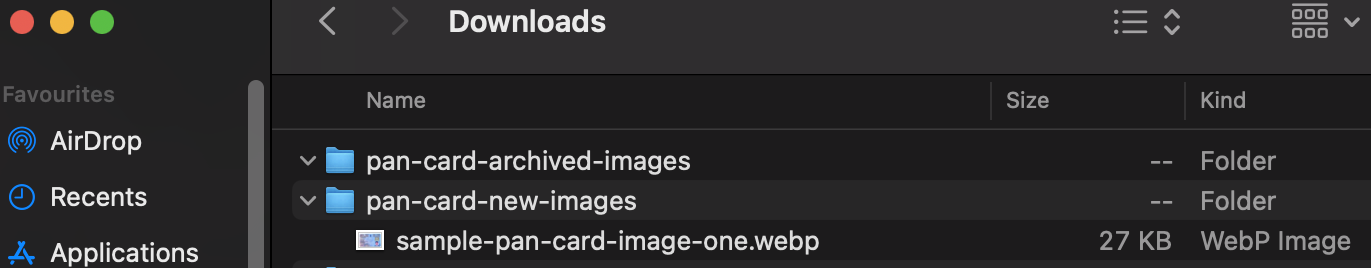 Downloads
Favourites
AirDrop
Recents
Applications
Name Size Kind
pan-card-archived-images -- Folder
pan-card-new-images -- Folder
sample-pan-card-image-one.webp 27 KB WebP Image